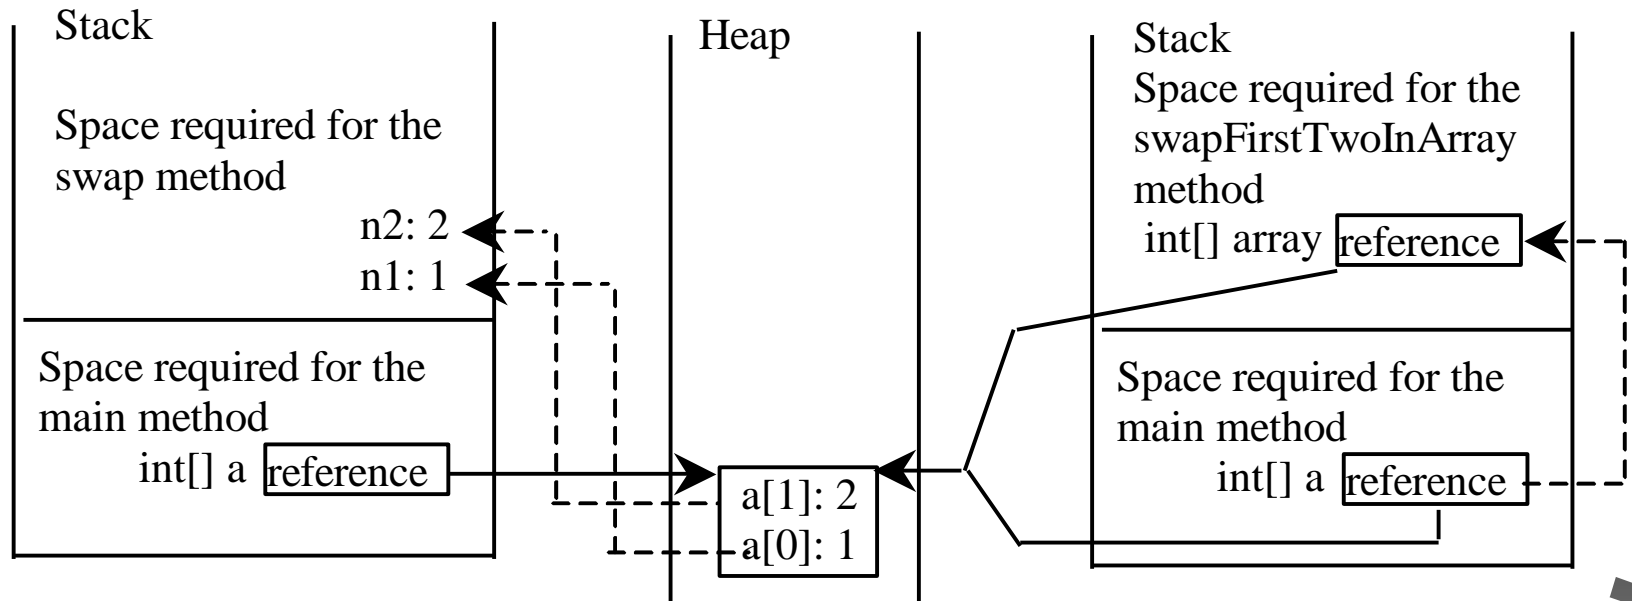 Stack
Space required for the
swap method
n2: 2
n1: 1
Space required for the
main method
int[] a reference
Heap
a[1]: 2
a[0]: 1
Stack
Space required for the
swapFirstTwoInArray
method
int[] array reference
Space required for the
main method
int[] a reference